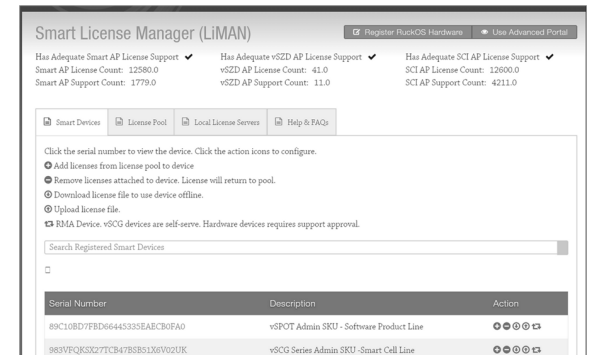 Smart License Manager (LiMAN)
Register RuckOS Hardware
Use Advanced Portal
Has Adequate Smart AP License Support
Smart AP License Count: 12580.0
Smart AP Support Count: 1779.0
Has Adequate vSZD AP License Support
vSZD AP License Count: 41.0
vSZD AP Support Count: 11.0
Has Adequate SCI AP License Support
SCI AP License Count: 12600.0
SCI AP Support Count: 4211.0
Smart Devices
License Pool
Local License Servers
Help & FAQs
Click the serial number to view the device. Click the action icons to configure.
Add licenses from license pool to device
Remove licenses attached to device. License will return to pool.
Download license file to use device offline.
Upload license file.
RMA Device. vSCG devices are self-serve. Hardware devices requires support approval.
Search Registered Smart Devices
Serial Number Description Action
89C10BD7FBD66445335EAECB0FA0 vSPOT Admin SKU - Software Product Line
983VFQKSX27TCB47BSB51X6V02UK vSCG Series Admin SKU -Smart Cell Line